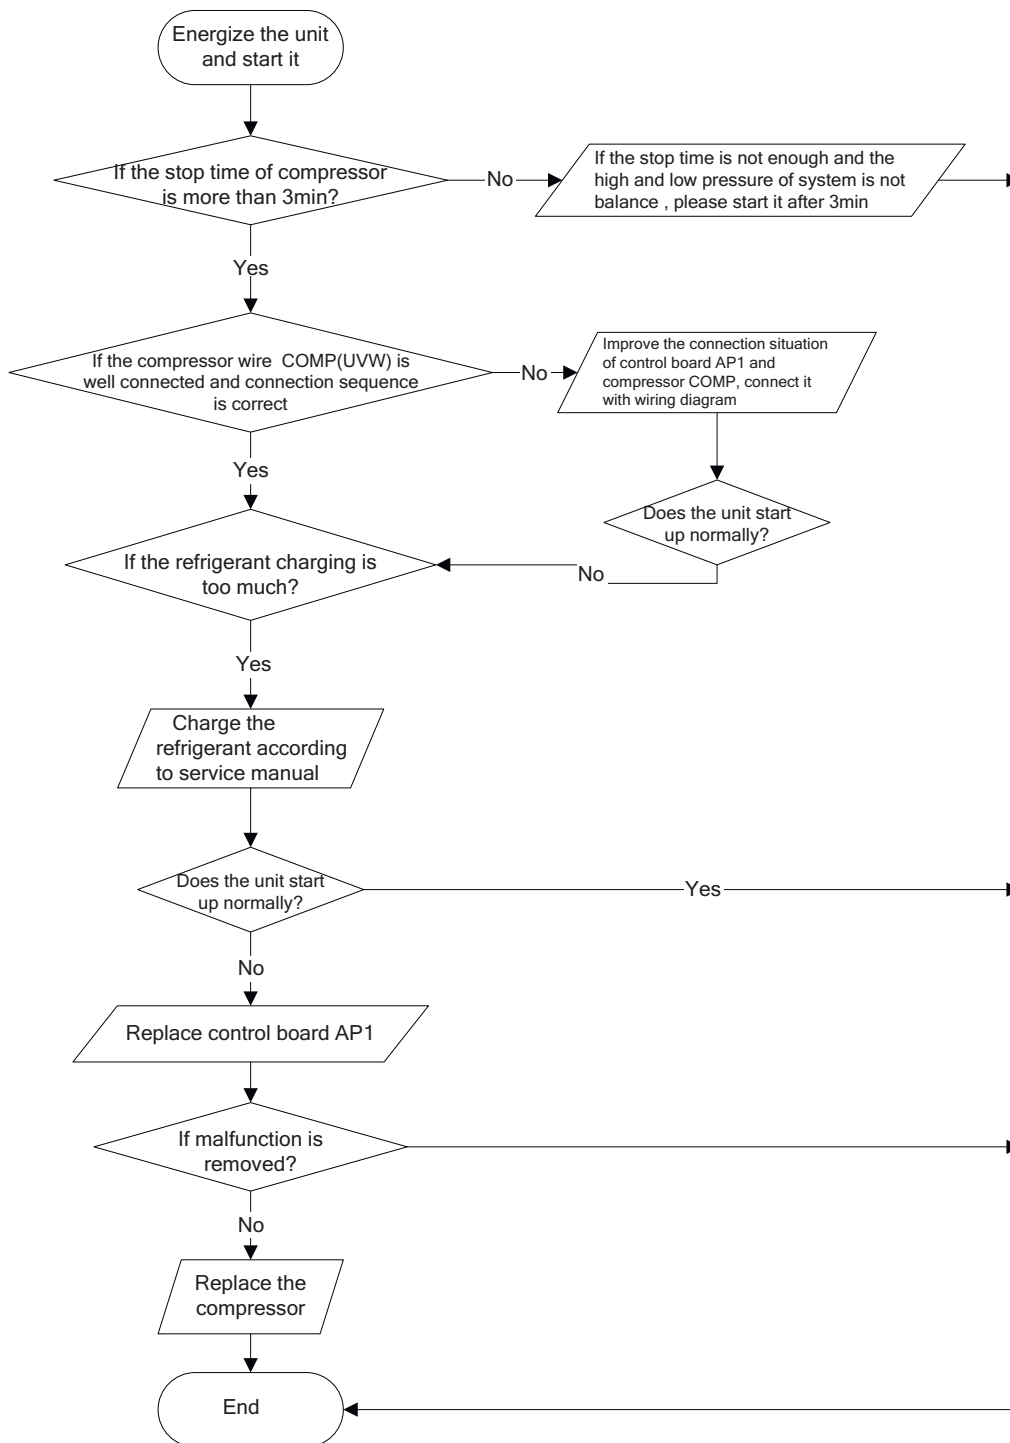 Energize the unit
and start it
If the stop time of compressor
is more than 3min?
No
If the stop time is not enough and the
high and low pressure of system is not
balance , please start it after 3min
Yes
If the compressor wire COMP(UVW) is
well connected and connection sequence
is correct
No
Improve the connection situation
of control board AP1 and
compressor COMP, connect it
with wiring diagram
Yes
Does the unit start
up normally?
If the refrigerant charging is
too much?
No
Yes
Charge the
refrigerant according
to service manual
Does the unit start
up normally?
Yes
No
Replace control board AP1
If malfunction is
removed?
No
Replace the
compressor
End